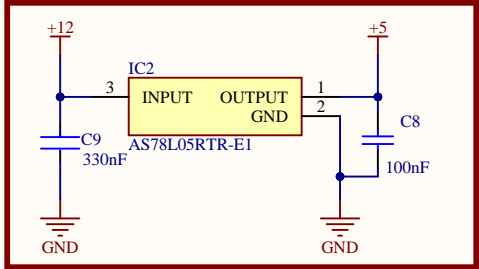 +12
+5
IC2
3
INPUT
OUTPUT
1
GND
2
C9
330nF
AS78L05RTR-E1
C8
100nF
GND
GND